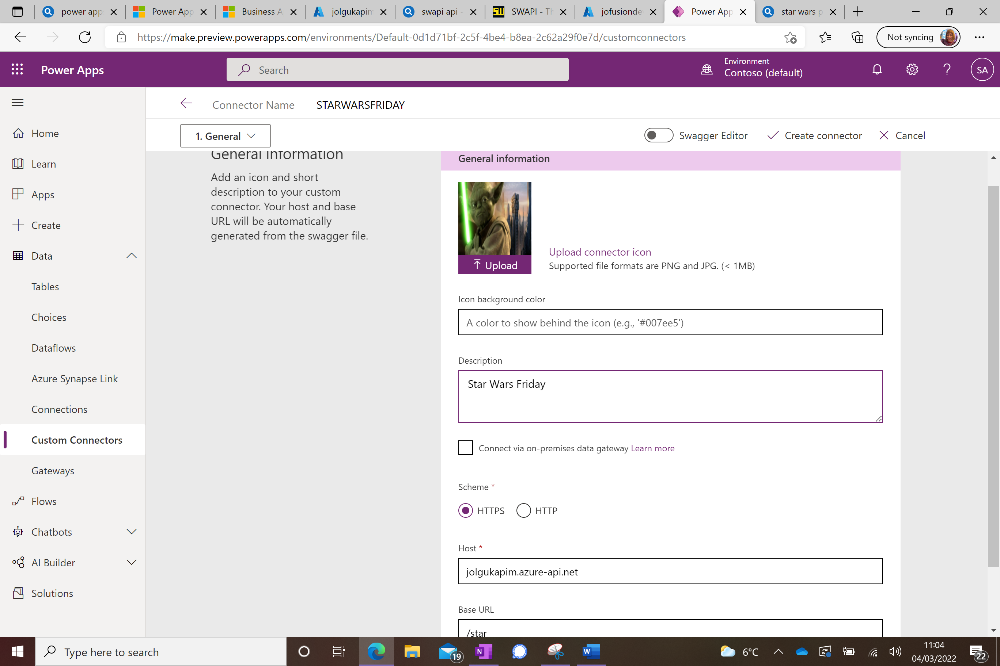 power app
Power App
Business A
jolgukapim
swapi api -
SWAPI - Th
jofusionde
Power App
star wars p
https://make.preview.powerapps.com/environments/Default-0d1d71bf-2c5f-4be4-b8ea-2c62a29f0e7d/customconnectors
Not syncing
Power Apps
Search
Environment
Contoso (default)
SA
Connector Name STARWARSFRIDAY
1. General
Swagger Editor
Create connector
Cancel
Home
Learn
Apps
Create
Data
Tables
Choices
Dataflows
Azure Synapse Link
Connections
Custom Connectors
Gateways
Flows
Chatbots
AI Builder
Solutions
General information
Add an icon and short
description to your custom
connector. Your host and base
URL will be automatically
generated from the swagger file.
General information
Upload
Upload connector icon
Supported file formats are PNG and JPG. (< 1MB)
Icon background color
A color to show behind the icon (e.g., '#007ee5')
Description
Star Wars Friday
Connect via on-premises data gateway Learn more
Scheme *
HTTPS HTTP
Host *
jolgukapim.azure-api.net
Base URL
/star
Type here to search
19
N
W
6°C
11:04
04/03/2022
22